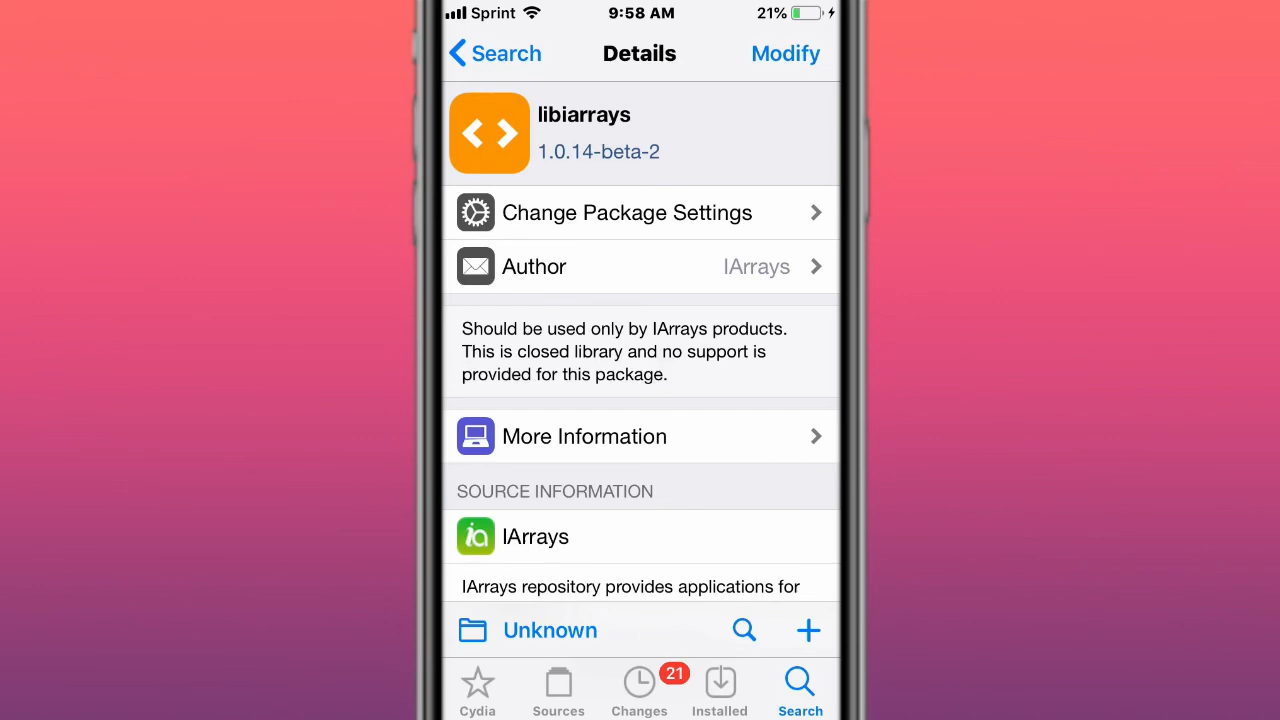 Sprint 9:58 AM 21%
Search Details Modify
libiarrays
1.0.14-beta-2
Change Package Settings
Author IArrays
Should be used only by IArrays products.
This is closed library and no support is
provided for this package.
More Information
SOURCE INFORMATION
ia IArrays
IArrays repository provides applications for
Unknown
21
Cydia Sources Changes Installed Search